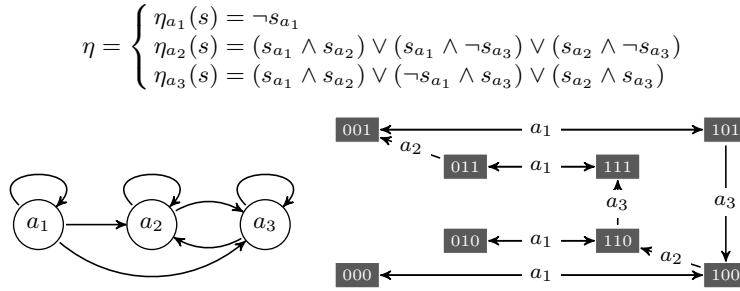 η = { η_{a_1}(s) = ¬s_{a_1}
η_{a_2}(s) = (s_{a_1} ∧ s_{a_2}) ∨ (s_{a_1} ∧ ¬s_{a_3}) ∨ (s_{a_2} ∧ ¬s_{a_3})
η_{a_3}(s) = (s_{a_1} ∧ s_{a_2}) ∨ (¬s_{a_1} ∧ s_{a_3}) ∨ (s_{a_2} ∧ s_{a_3})
a_1 a_2 a_3
001 a_1 101
a_2
011 a_1 111
a_3 a_3
010 a_1 110
a_2
000 a_1 100